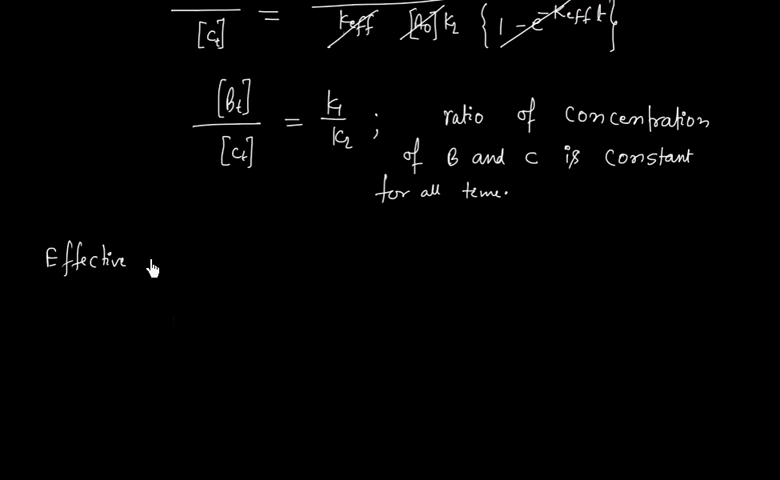 [Ct] =
Keff [A0] k2 { 1 - e^-Keff t }
[Bt] / [Ct] = k1 / k2 ; ratio of concentration
of B and C is constant
for all teme.
Effective